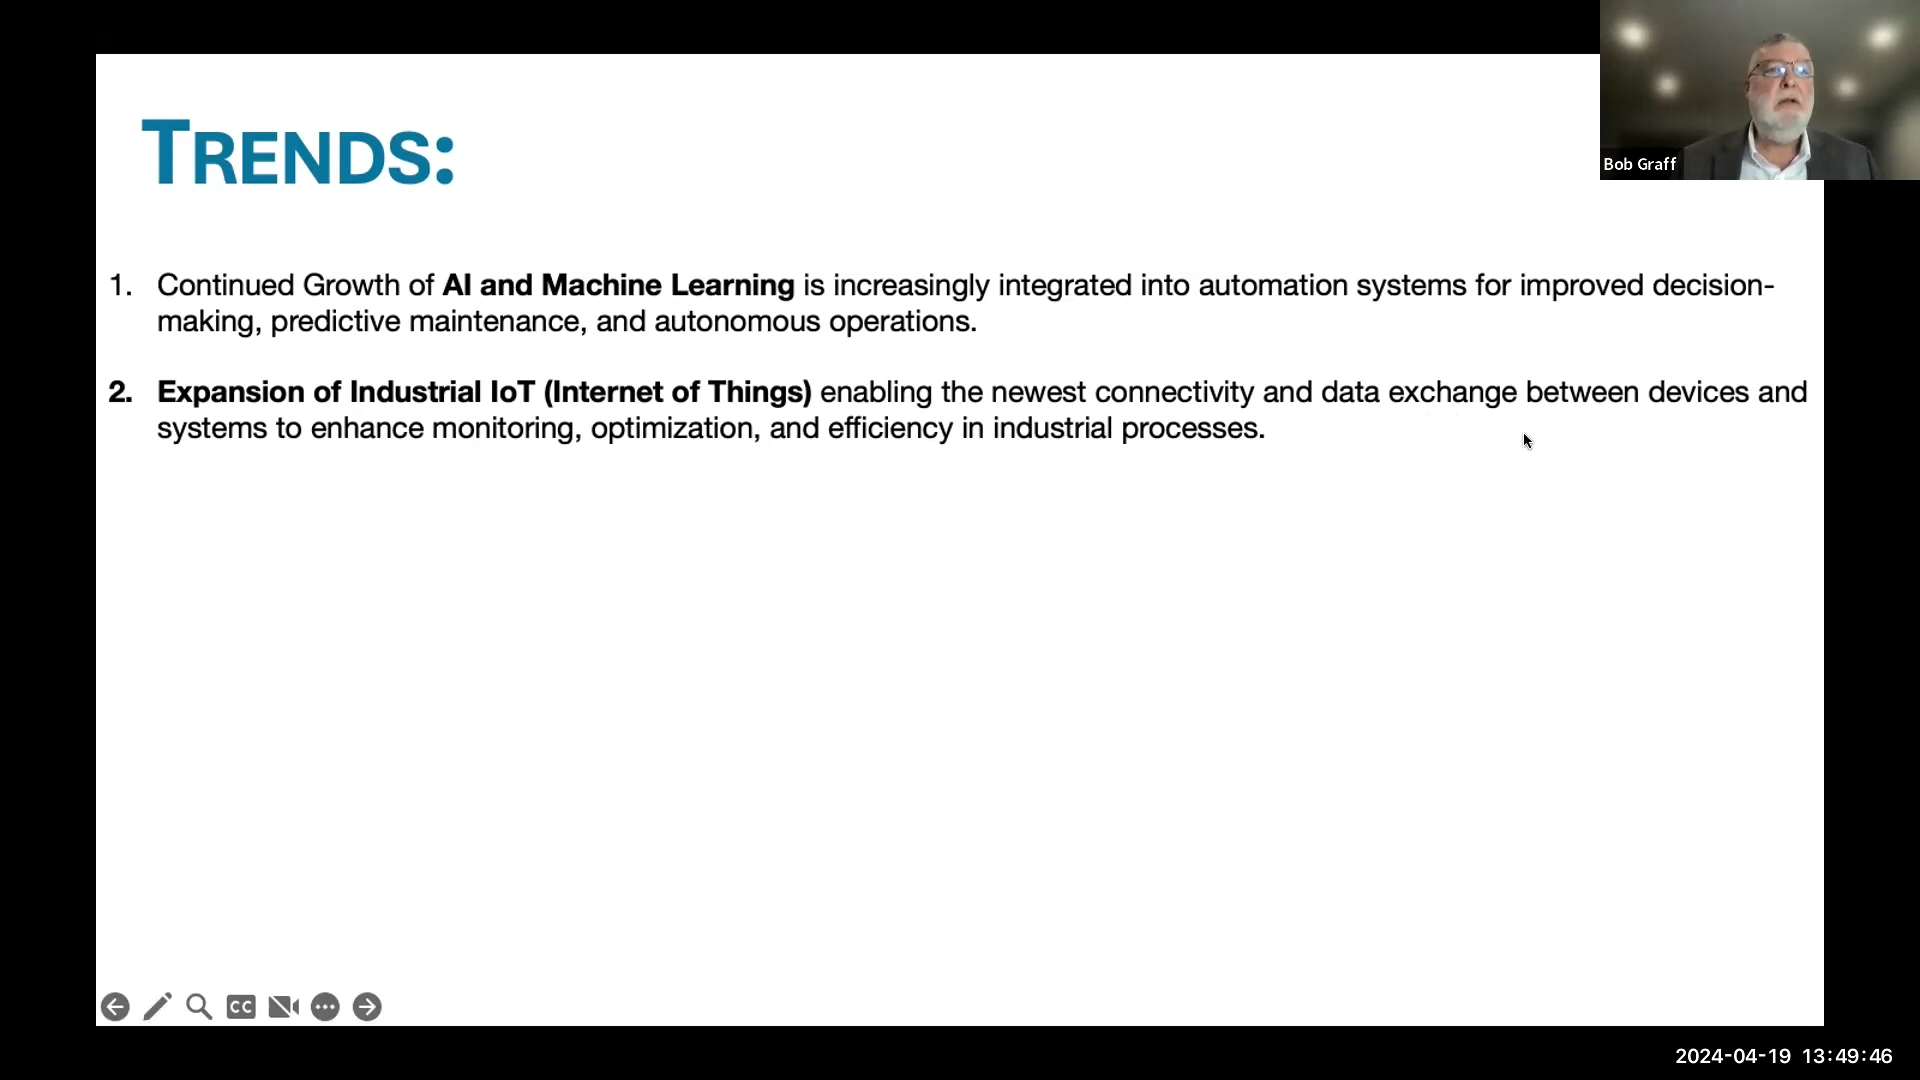 TRENDS:
Bob Graff
1. Continued Growth of AI and Machine Learning is increasingly integrated into automation systems for improved decision-
making, predictive maintenance, and autonomous operations.
2. Expansion of Industrial IoT (Internet of Things) enabling the newest connectivity and data exchange between devices and
systems to enhance monitoring, optimization, and efficiency in industrial processes.
CC
2024-04-19 13:49:46